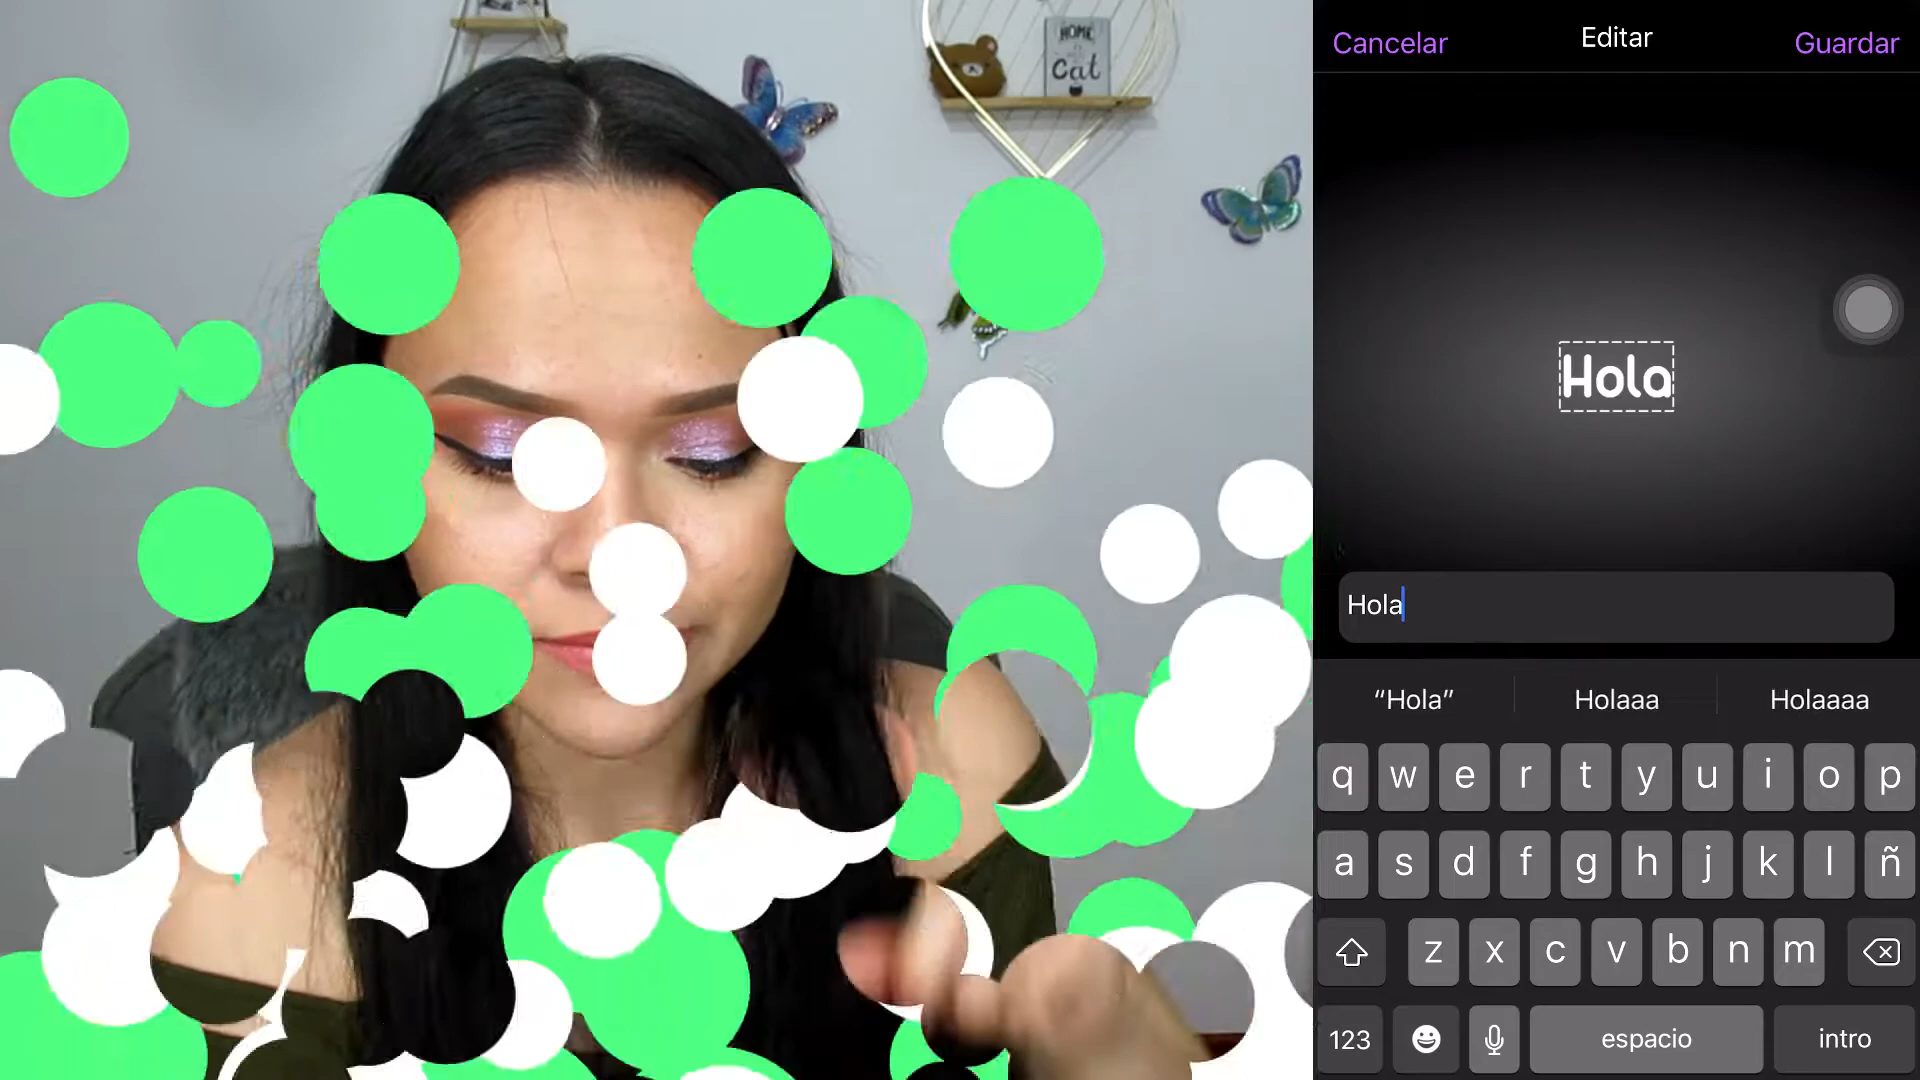 HOME
Cat
Cancelar
Editar
Guardar
Hola
Hola
“Hola”
Holaaa
Holaaaa
q w e r t y u i o p
a s d f g h j k l ñ
z x c v b n m
123
espacio
intro